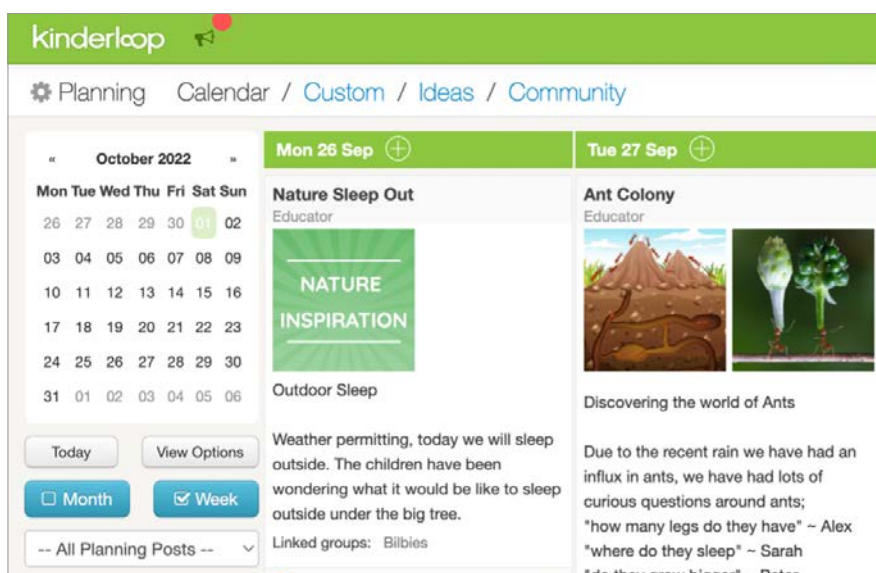 kinderloop
Planning Calendar / Custom / Ideas / Community
« October 2022 »
Mon Tue Wed Thu Fri Sat Sun
26 27 28 29 30 01 02
03 04 05 06 07 08 09
10 11 12 13 14 15 16
17 18 19 20 21 22 23
24 25 26 27 28 29 30
31 01 02 03 04 05 06
Today View Options
Month Week
-- All Planning Posts --
Mon 26 Sep
Nature Sleep Out
Educator
NATURE
INSPIRATION
Outdoor Sleep
Weather permitting, today we will sleep
outside. The children have been
wondering what it would be like to sleep
outside under the big tree.
Linked groups: Bilbies
Tue 27 Sep
Ant Colony
Educator
Discovering the world of Ants
Due to the recent rain we have had an
influx in ants, we have had lots of
curious questions around ants;
"how many legs do they have" ~ Alex
"where do they sleep" ~ Sarah
"do they grow bigger" ~ Peter